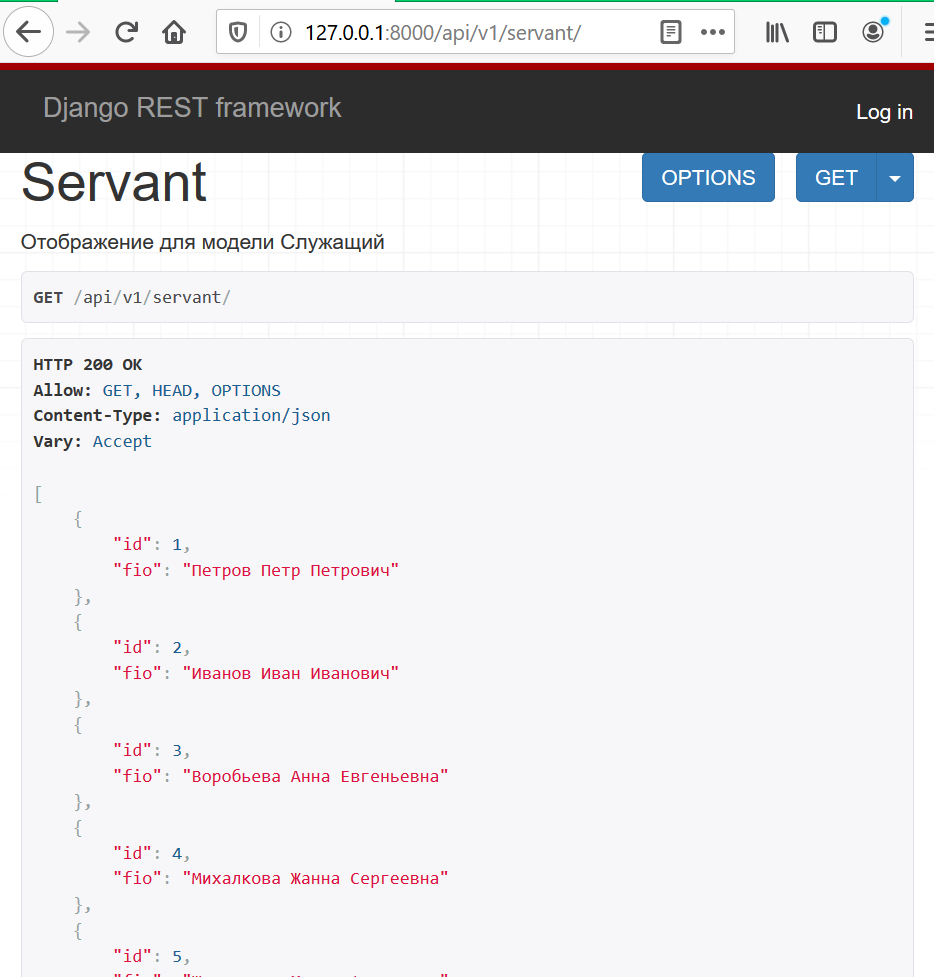 127.0.0.1:8000/api/v1/servant/
Django REST framework
Log in
Servant
OPTIONS
GET
Отображение для модели Служащий
GET /api/v1/servant/
HTTP 200 OK
Allow: GET, HEAD, OPTIONS
Content-Type: application/json
Vary: Accept
[
{
"id": 1,
"fio": "Петров Петр Петрович"
},
{
"id": 2,
"fio": "Иванов Иван Иванович"
},
{
"id": 3,
"fio": "Воробьева Анна Евгеньевна"
},
{
"id": 4,
"fio": "Михалкова Жанна Сергеевна"
},
{
"id": 5,